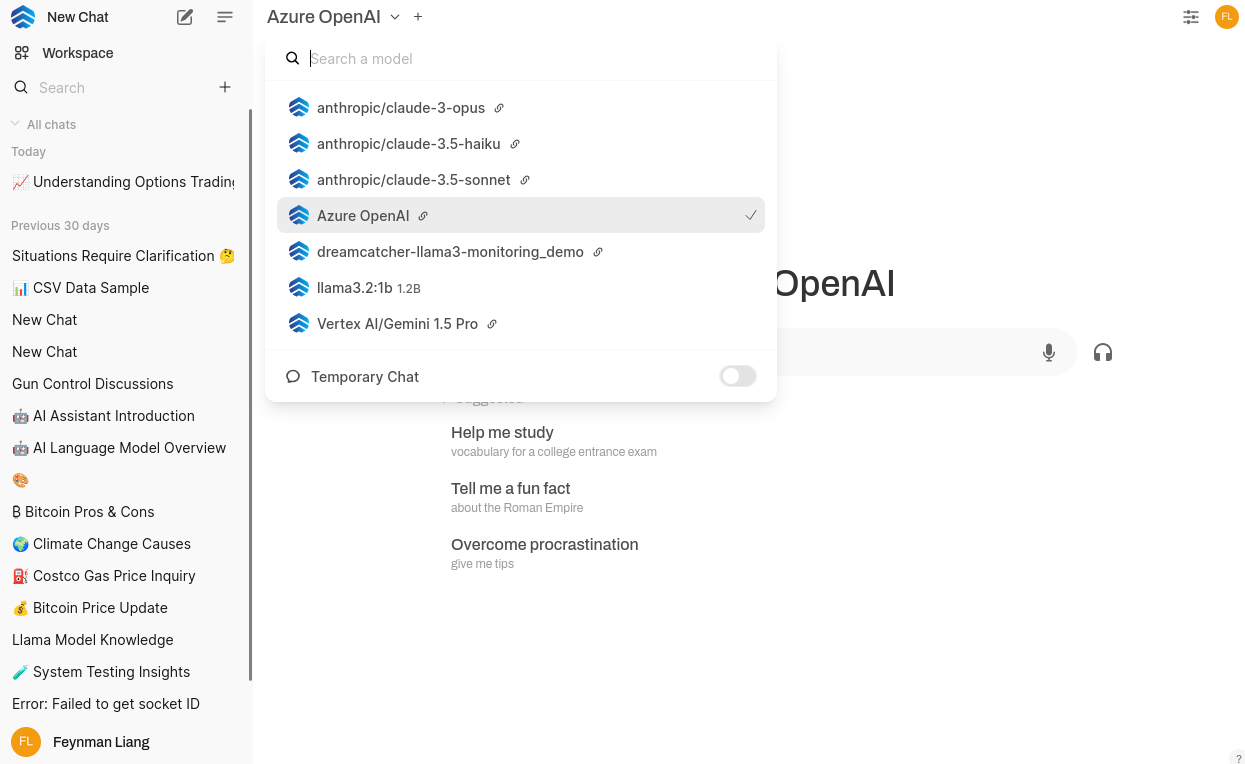 New Chat
Workspace
Search
All chats
Today
📈 Understanding Options Trading
Previous 30 days
Situations Require Clarification 🤔
📊 CSV Data Sample
New Chat
New Chat
Gun Control Discussions
🤖 AI Assistant Introduction
🤖 AI Language Model Overview
🎨
₿ Bitcoin Pros & Cons
🌍 Climate Change Causes
⛽ Costco Gas Price Inquiry
💰 Bitcoin Price Update
Llama Model Knowledge
🧪 System Testing Insights
Error: Failed to get socket ID
FL Feynman Liang
Azure OpenAI
FL
Search a model
anthropic/claude-3-opus
anthropic/claude-3.5-haiku
anthropic/claude-3.5-sonnet
Azure OpenAI
dreamcatcher-llama3-monitoring_demo
llama3.2:1b 1.2B
Vertex AI/Gemini 1.5 Pro
Temporary Chat
OpenAI
Suggested
Help me study
vocabulary for a college entrance exam
Tell me a fun fact
about the Roman Empire
Overcome procrastination
give me tips
?